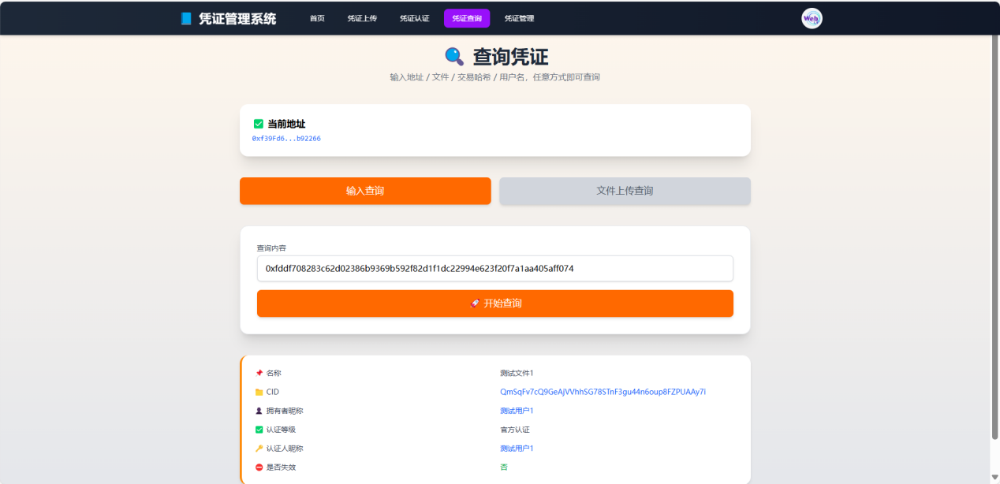 凭证管理系统 首页 凭证上传 凭证认证 凭证查询 凭证管理 Web
查询凭证
输入地址 / 文件 / 交易哈希 / 用户名，任意方式即可查询
当前地址
0xf39Fd6...b92266
输入查询 文件上传查询
查询内容
0xfddf708283c62d02386b9369b592f82d1f1dc22994e623f20f7a1aa405aff074
开始查询
名称 测试文件1
CID QmSqFv7cQ9GeAJVVhhSG78STnF3gu44n6oup8FZPUAAy7i
拥有者昵称 测试用户1
认证等级 官方认证
认证人昵称 测试用户1
是否失效 否